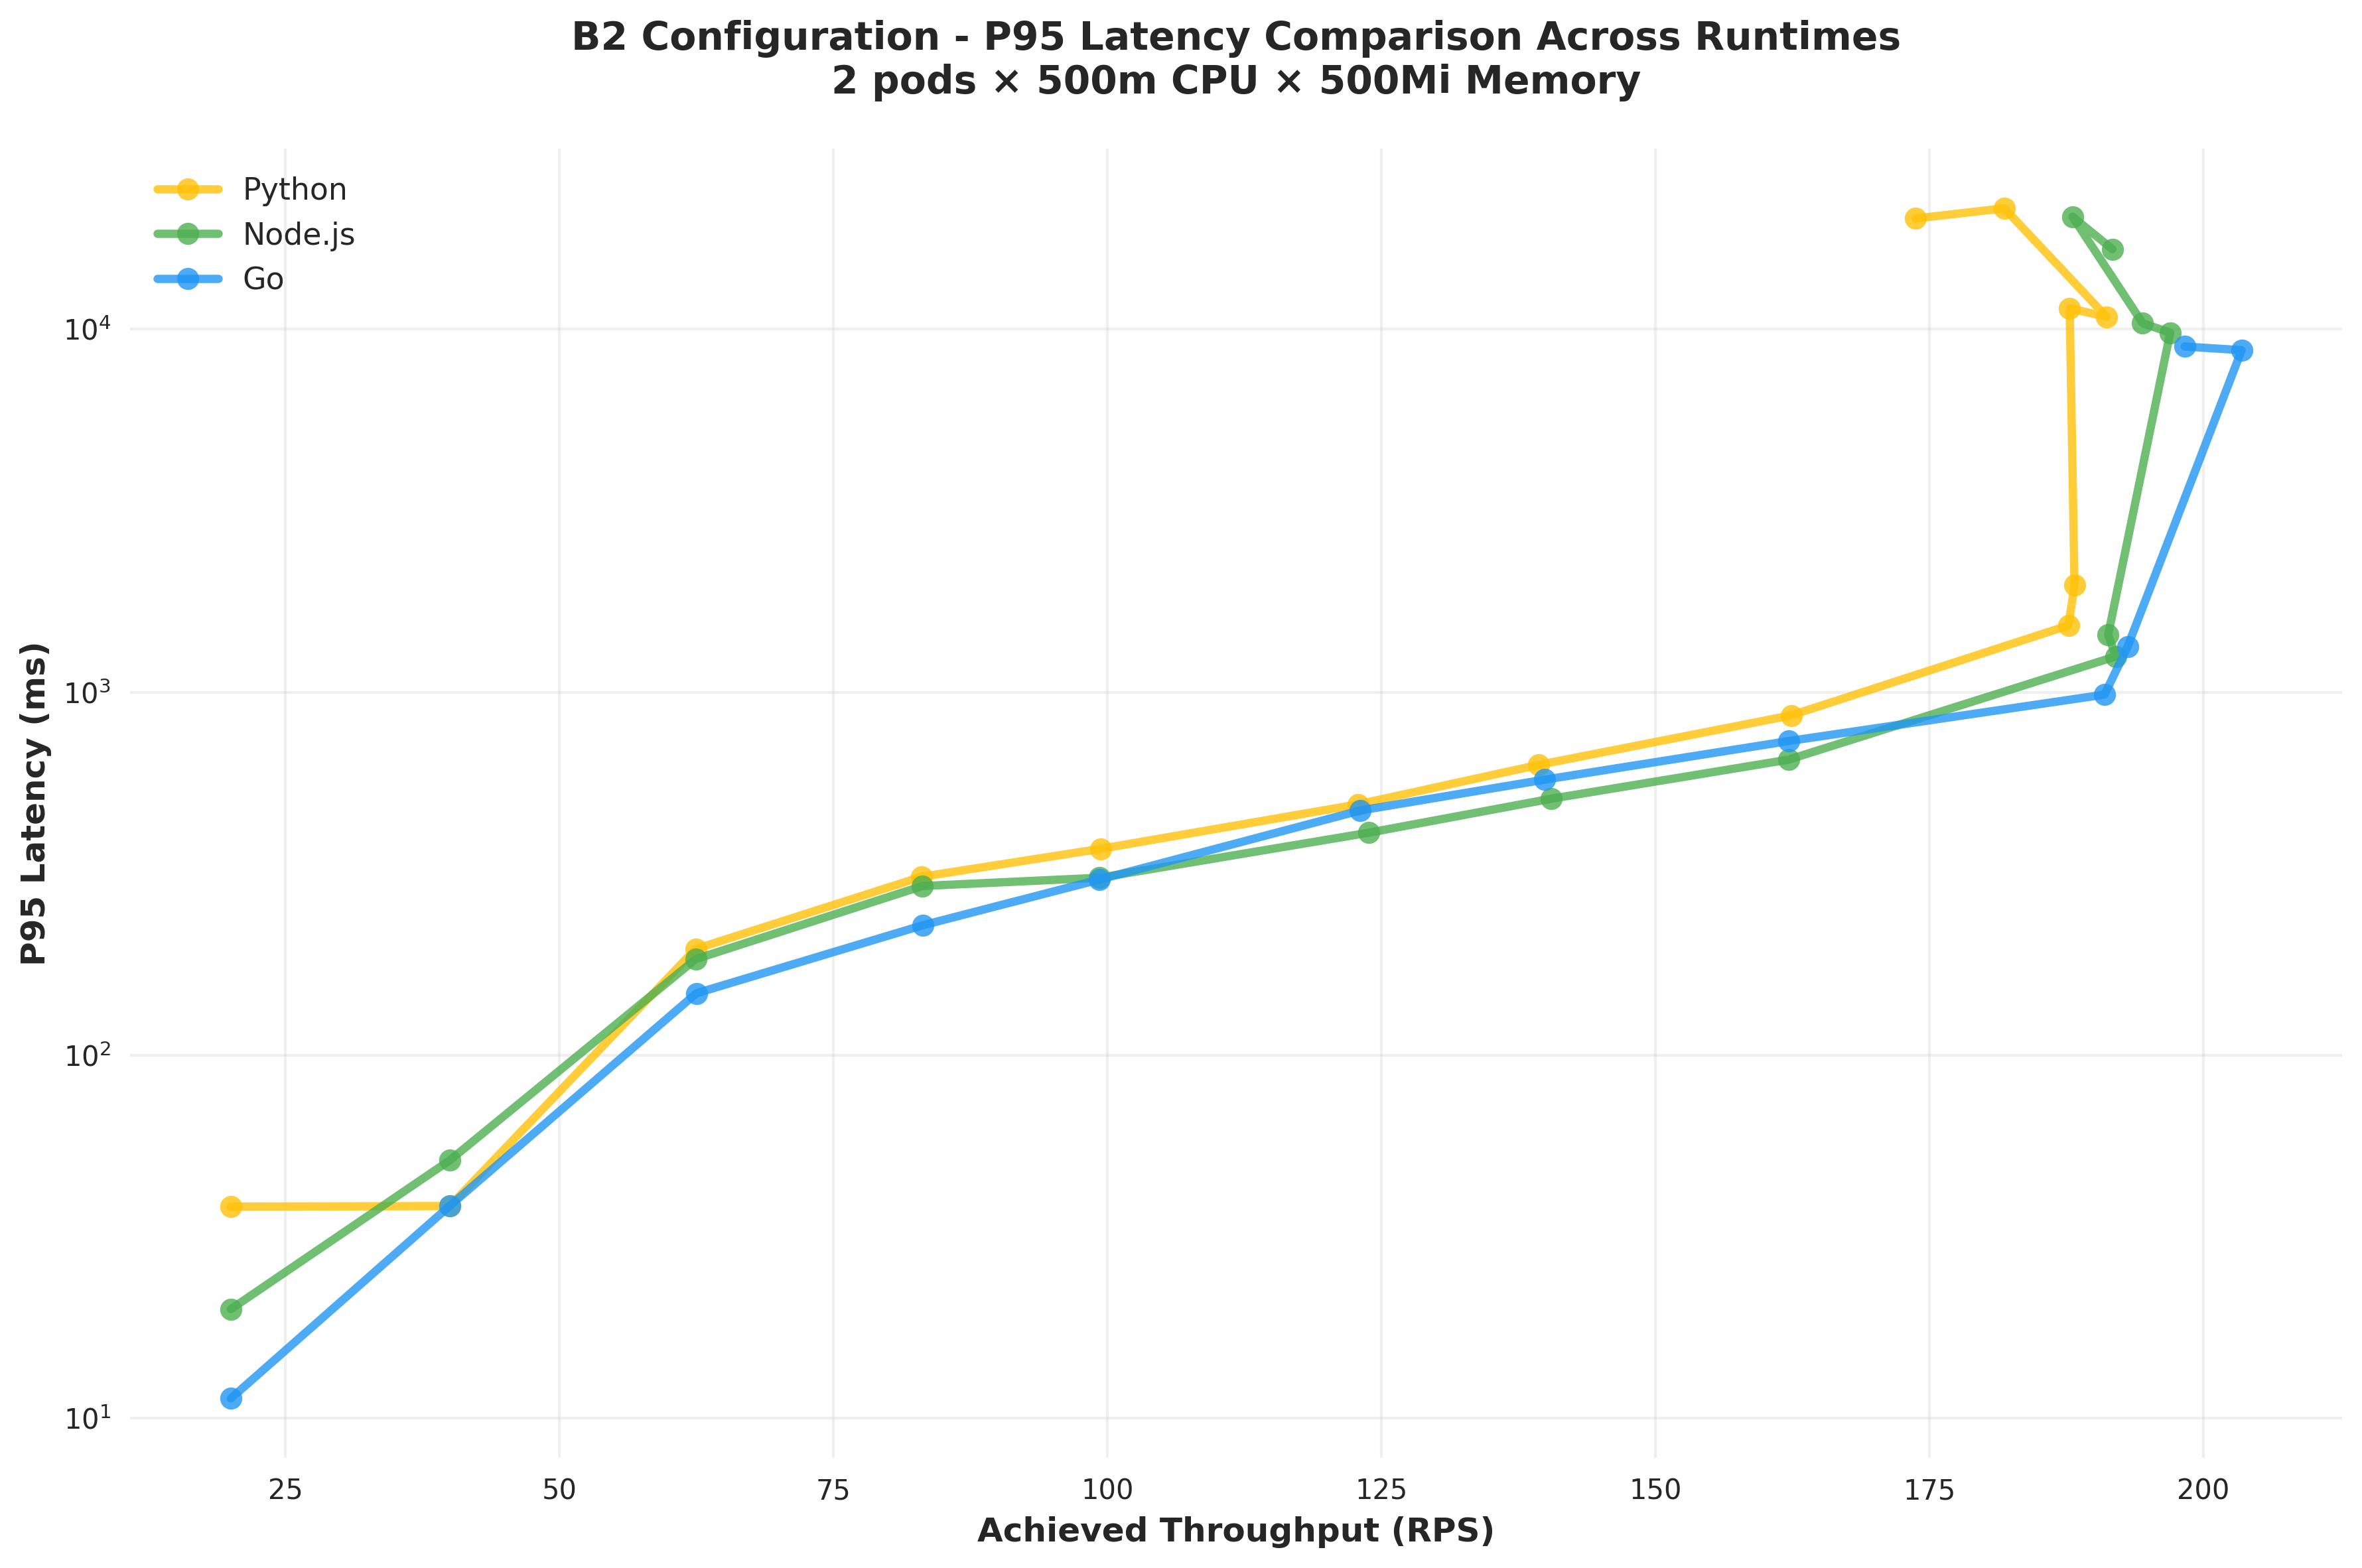 B2 Configuration - P95 Latency Comparison Across Runtimes
2 pods × 500m CPU × 500Mi Memory
Python
Node.js
Go
10⁴
10³
10²
10¹
P95 Latency (ms)
25 50 75 100 125 150 175 200
Achieved Throughput (RPS)